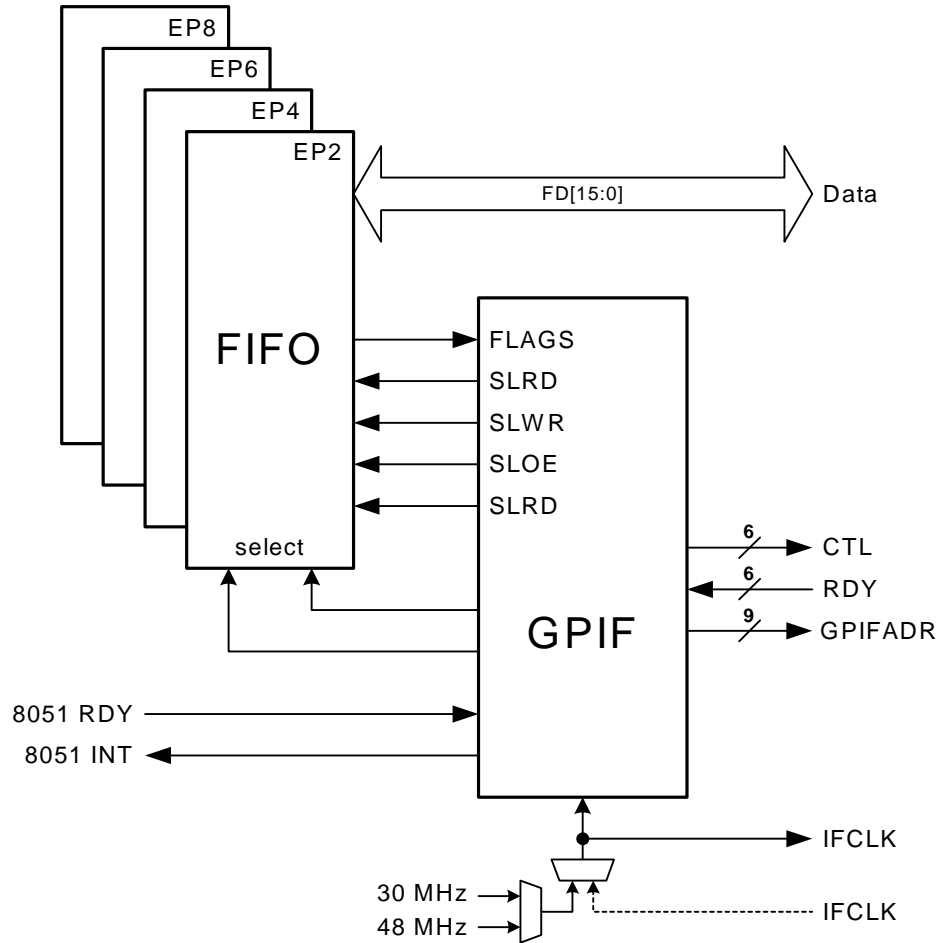 EP8
EP6
EP4
EP2
FD[15:0]
Data
FIFO
FLAGS
SLRD
SLWR
SLOE
SLRD
select
6
CTL
6
RDY
9
GPIFADR
GPIF
8051 RDY
8051 INT
IFCLK
30 MHz
48 MHz
IFCLK